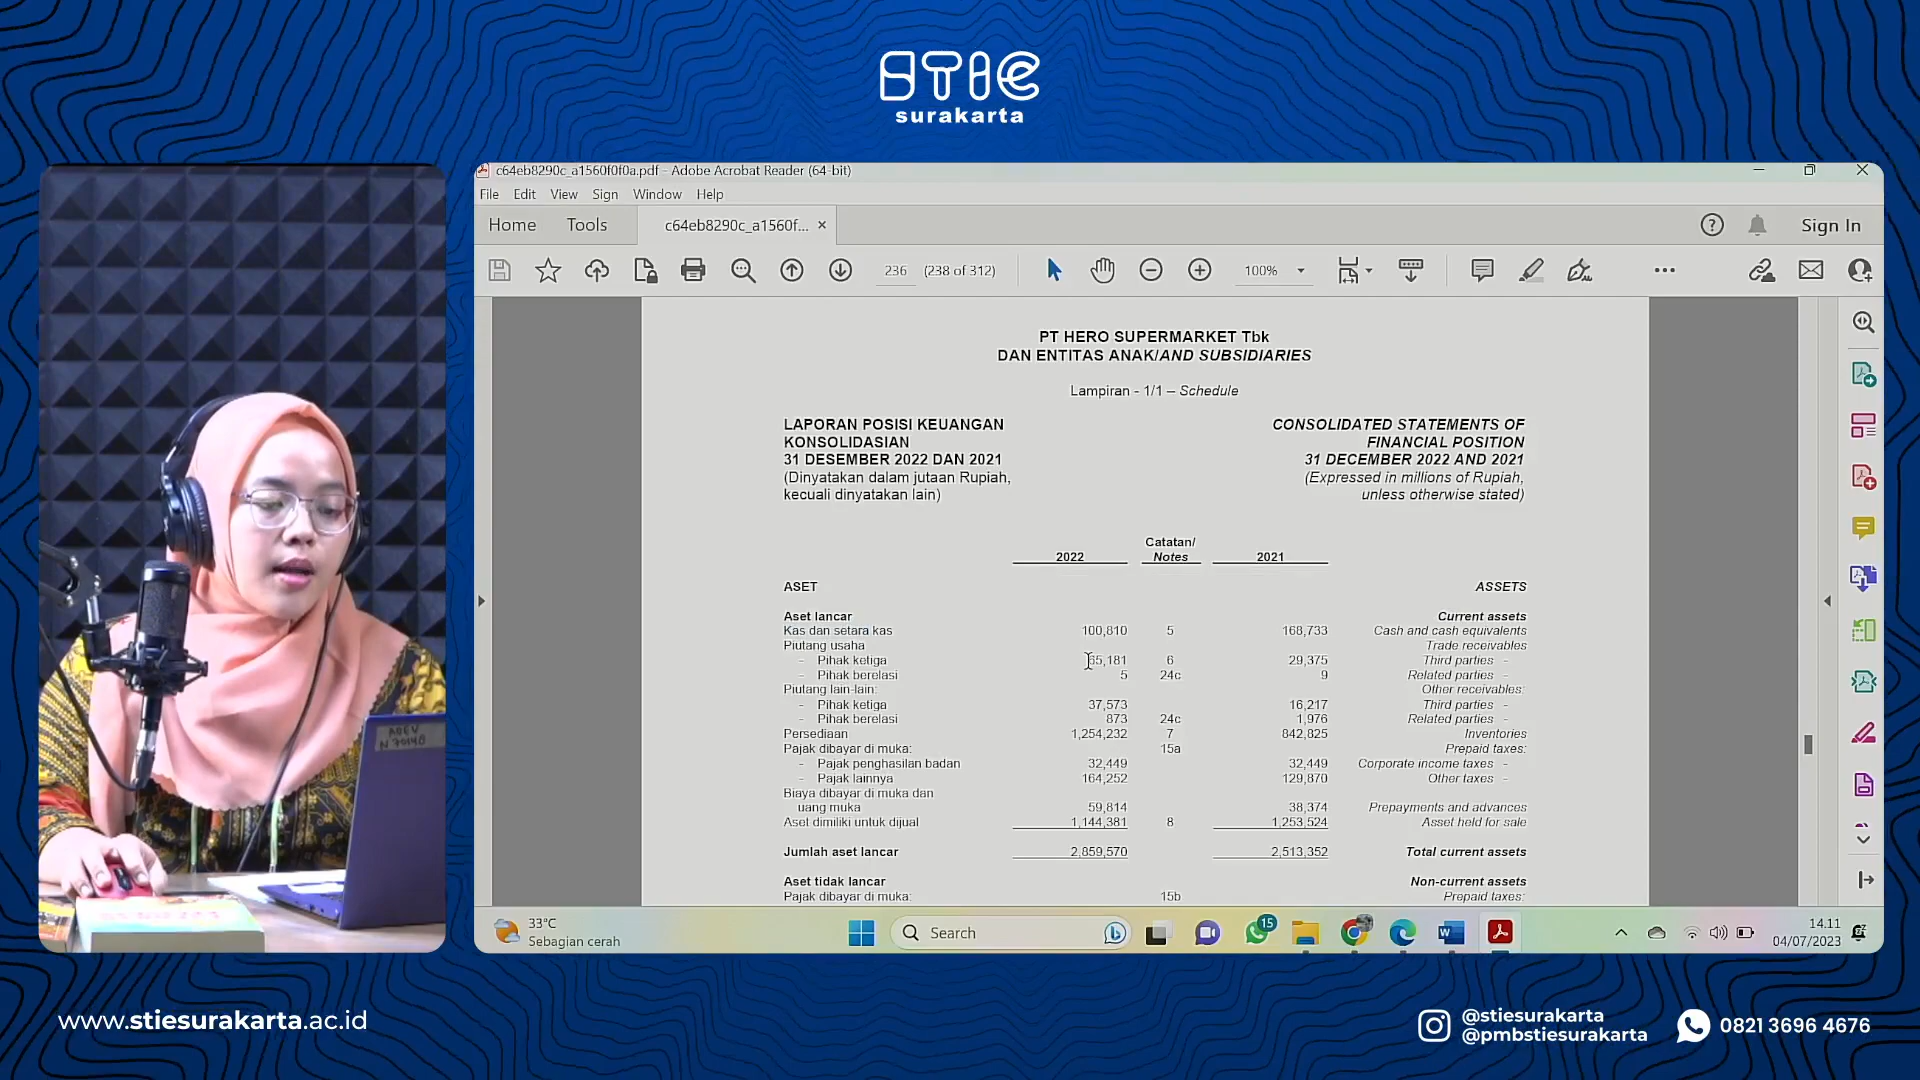 STIE
surakarta
c64eb8290c_a1560f0f0a.pdf - Adobe Acrobat Reader (64-bit)
File Edit View Sign Window Help
Home Tools c64eb8290c_a1560f... × Sign In
236 (238 of 312) 100%
PT HERO SUPERMARKET Tbk
DAN ENTITAS ANAK/AND SUBSIDIARIES
Lampiran - 1/1 – Schedule
LAPORAN POSISI KEUANGAN CONSOLIDATED STATEMENTS OF
KONSOLIDASIAN FINANCIAL POSITION
31 DESEMBER 2022 DAN 2021 31 DECEMBER 2022 AND 2021
(Dinyatakan dalam jutaan Rupiah, (Expressed in millions of Rupiah,
kecuali dinyatakan lain) unless otherwise stated)
Catatan/
2022 Notes 2021
ASET ASSETS
Aset lancar Current assets
Kas dan setara kas 100,810 5 168,733 Cash and cash equivalents
Piutang usaha Trade receivables
- Pihak ketiga 65,181 6 29,375 Third parties -
- Pihak berelasi 5 24c 9 Related parties -
Piutang lain-lain: Other receivables:
- Pihak ketiga 37,573 16,217 Third parties -
- Pihak berelasi 873 24c 1,976 Related parties -
Persediaan 1,254,232 7 842,825 Inventories
Pajak dibayar di muka: 15a Prepaid taxes:
- Pajak penghasilan badan 32,449 32,449 Corporate income taxes -
- Pajak lainnya 164,252 129,870 Other taxes -
Biaya dibayar di muka dan
uang muka 59,814 38,374 Prepayments and advances
Aset dimiliki untuk dijual 1,144,381 8 1,253,524 Asset held for sale
Jumlah aset lancar 2,859,570 2,513,352 Total current assets
Aset tidak lancar Non-current assets
Pajak dibayar di muka: 15b Prepaid taxes:
33°C
Sebagian cerah
Search
15
14.11
04/07/2023
www.stiesurakarta.ac.id
@stiesurakarta
@pmbstiesurakarta
0821 3696 4676